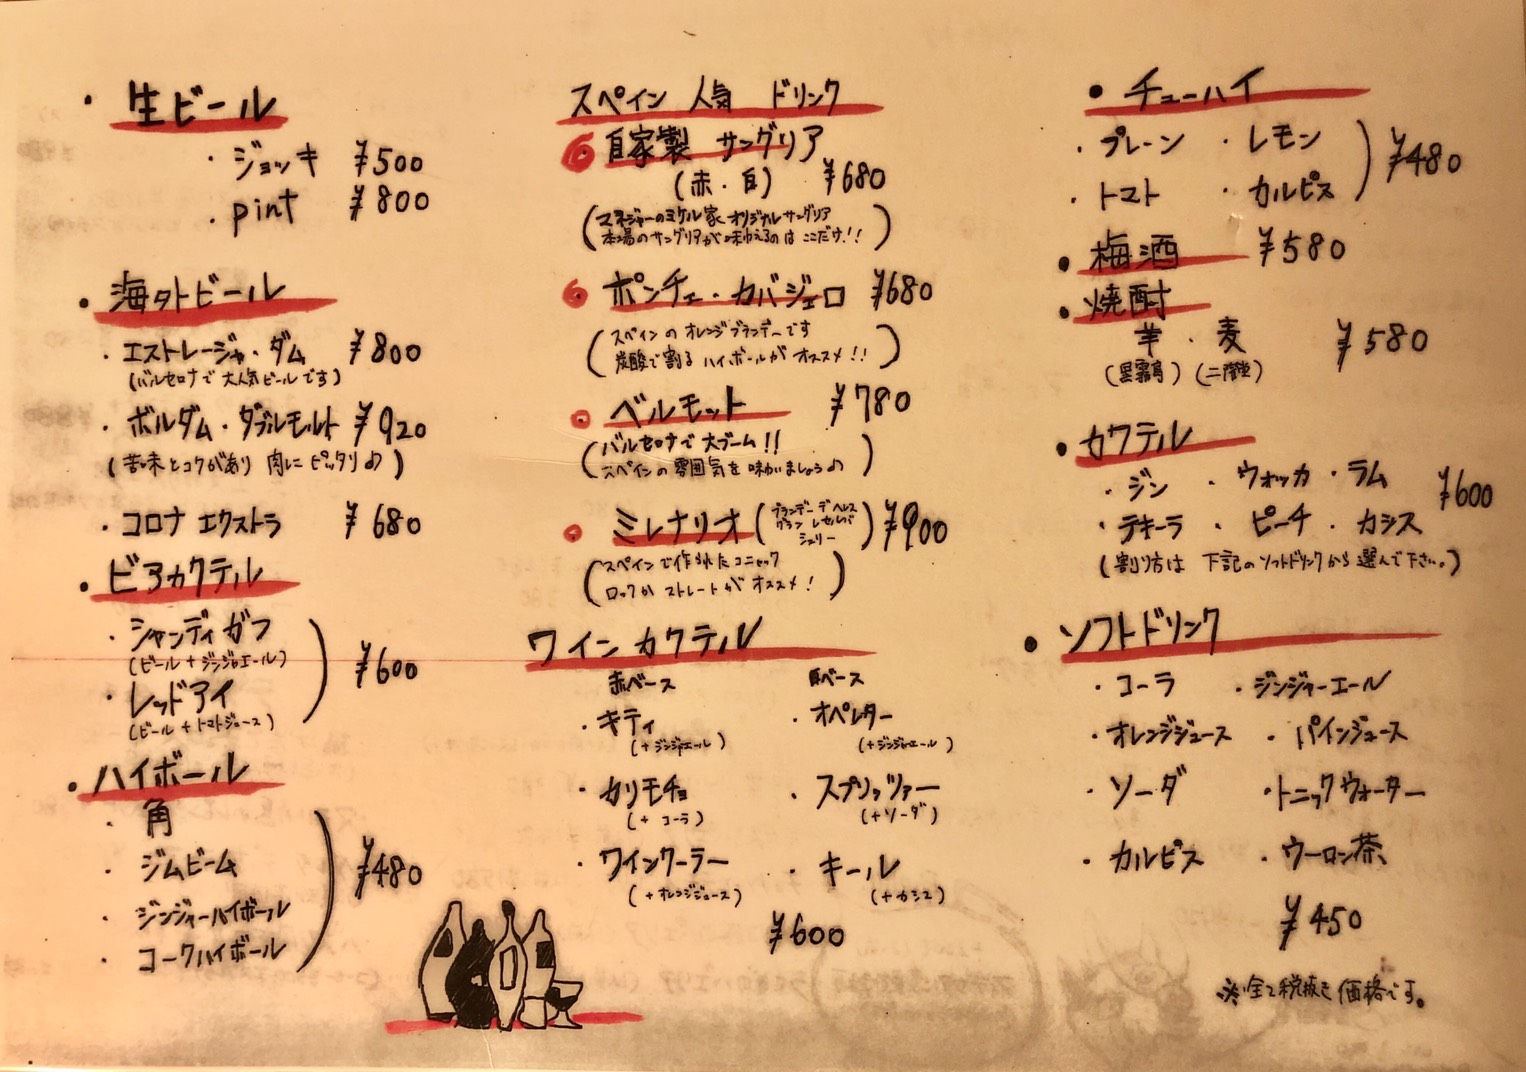 ・生ビール
・ジョッキ ¥500
・pint ¥800
・海外ビール
・エストレージャ・ダム ¥800
(バルセロナで大人気ビールです)
・ボルダム・ダブルモルト ¥920
(苦味とコクがあり 肉にピッタリ♪)
・コロナ エクストラ ¥680
・ビアカクテル
・シャンディガフ
(ビール+ジンジャエール)
・レッドアイ
(ビール+トマトジュース)
¥600
・ハイボール
・角
・ジムビーム
・ジンジャーハイボール
・コークハイボール
¥480
スペイン 人気 ドリンク
自家製 サングリア
(赤・白) ¥680
(マネジャーのミケル家オリジナルサングリア
本場のサングリアが味わえるのはここだけ!!)
ポンチェ・カバジェロ ¥680
(スペインのオレンジブランデーです
炭酸で割るハイボールがオススメ!!)
ベルモット ¥780
(バルセロナで大ブーム!!
スペインの雰囲気を味わいましょう♪)
ミレナリオ (ブランデー デ ヘレス
グラン レセルバ
シェリー) ¥900
(スペインで作られたコニャック
ロックか ストレートがオススメ!)
ワインカクテル
赤ベース 白ベース
・キティ ・オペレーター
(+ジンジャエール) (+ジンジャエール)
・カリモチョ ・スプリッツァー
(+コーラ) (+ソーダ)
・ワインクーラー ・キール
(+オレンジジュース) (+カシス)
¥600
・チューハイ
・プレーン ・レモン
・トマト ・カルピス
¥480
・梅酒 ¥580
・焼酎
芋・麦 ¥580
(黒霧島) (二階堂)
・カクテル
・ジン ・ウォッカ ・ラム ¥600
・テキーラ ・ピーチ ・カシス
(割り方は 下記のソフトドリンクから選んで下さい。)
・ソフトドリンク
・コーラ ・ジンジャーエール
・オレンジジュース ・パインジュース
・ソーダ ・トニックウォーター
・カルピス ・ウーロン茶
¥450
※全て税抜き価格です。